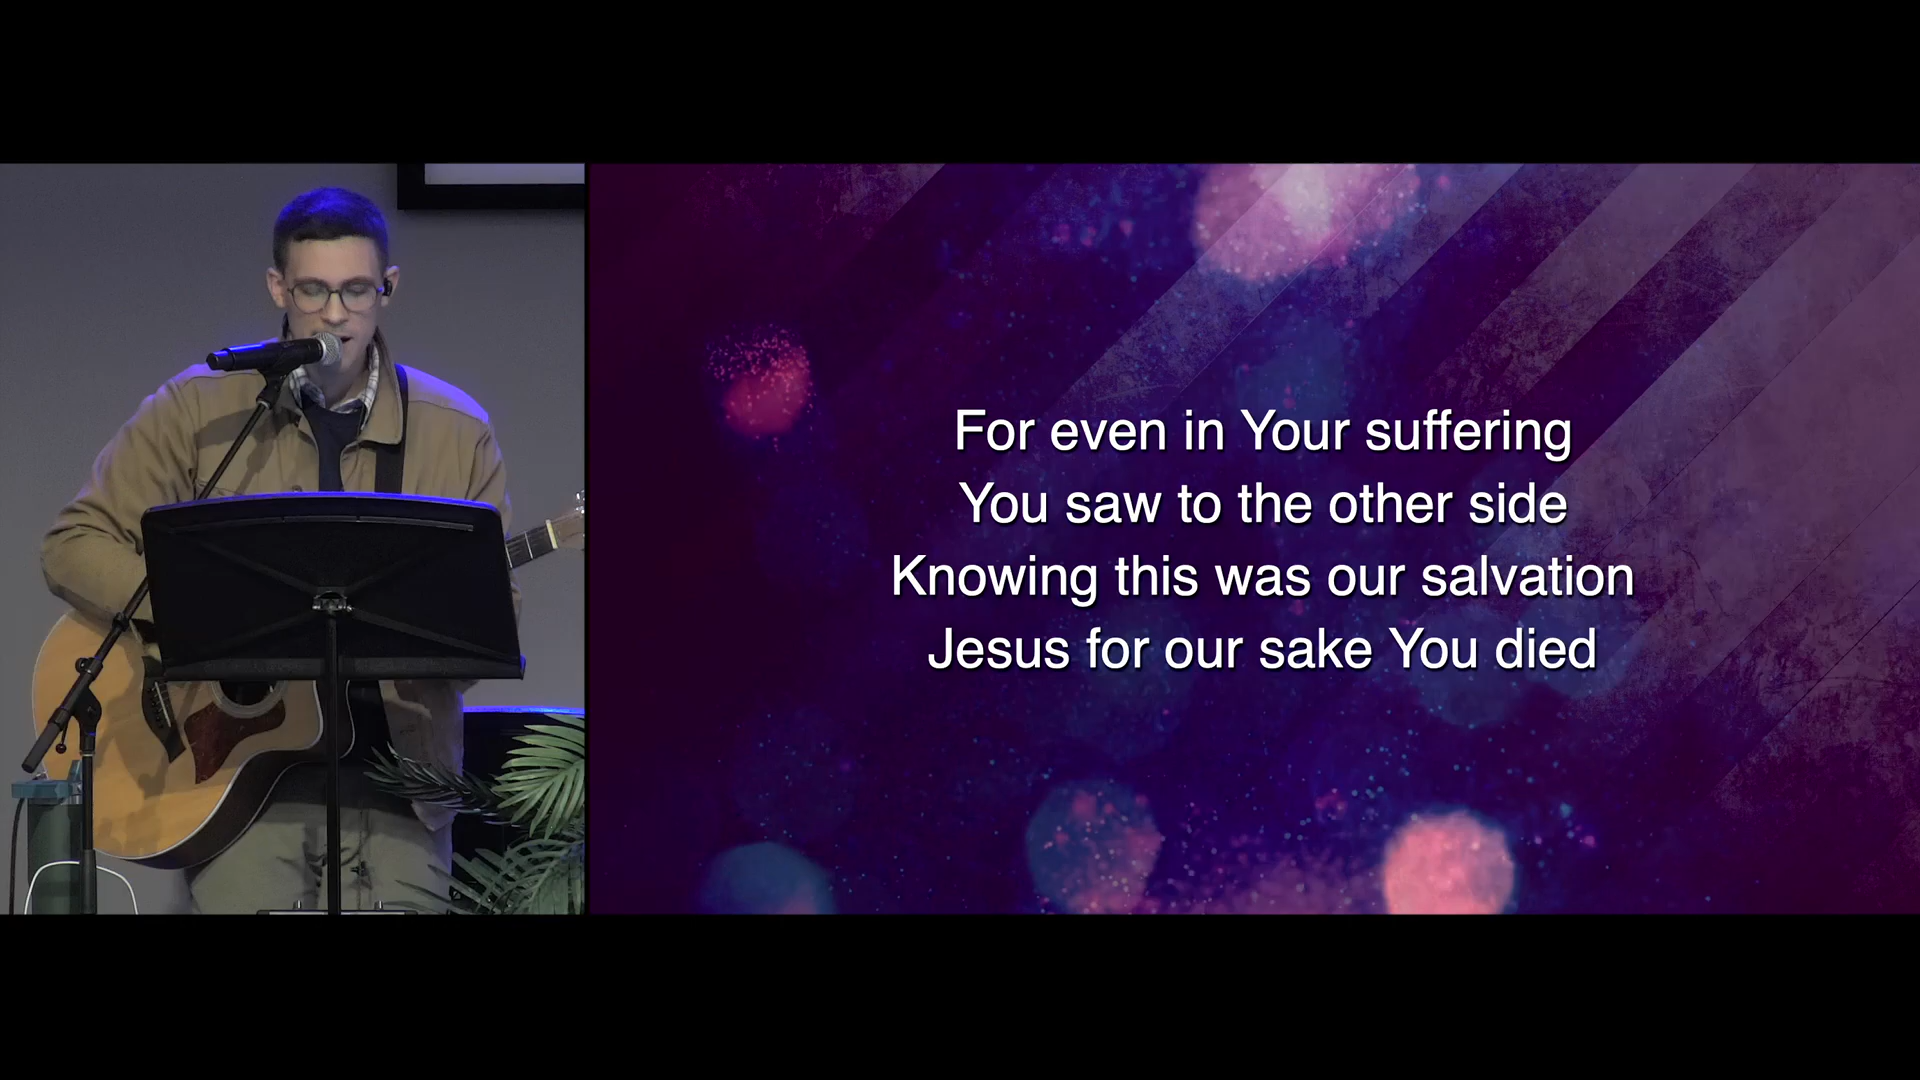 For even in Your suffering
You saw to the other side
Knowing this was our salvation
Jesus for our sake You died